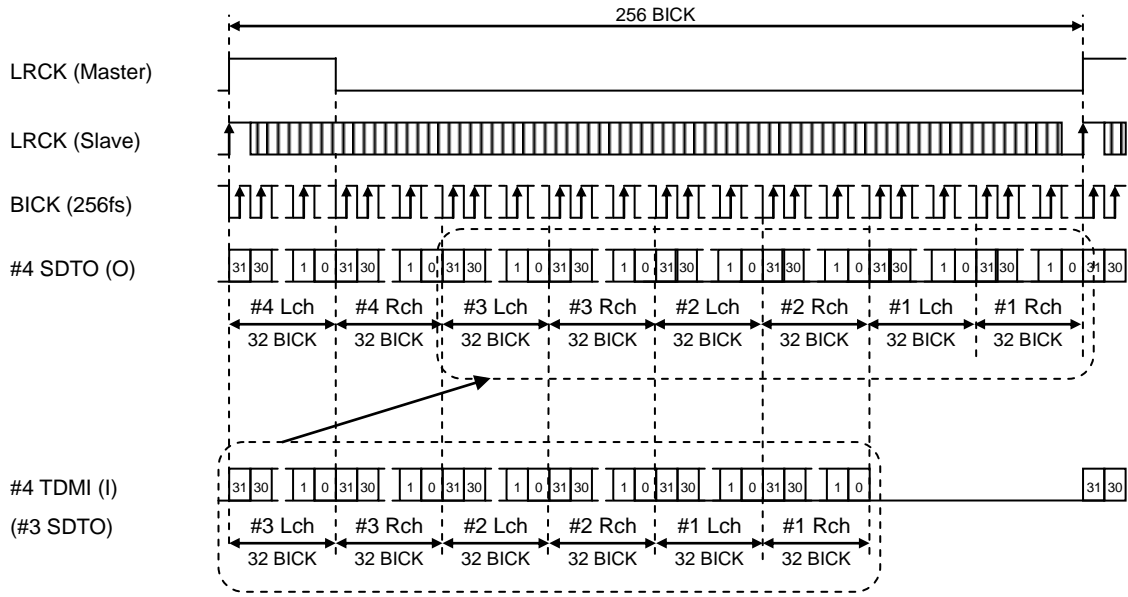 256 BICK
LRCK (Master)
LRCK (Slave)
BICK (256fs)
#4 SDTO (O)
31 30 1 0 31 30 1 0 31 30 1 0 31 30 1 0 31 30 1 0 31 30 1 0 31 30 1 0 31 30 1 0 31 30
#4 Lch #4 Rch #3 Lch #3 Rch #2 Lch #2 Rch #1 Lch #1 Rch
32 BICK 32 BICK 32 BICK 32 BICK 32 BICK 32 BICK 32 BICK 32 BICK
#4 TDMI (I)
31 30 1 0 31 30 1 0 31 30 1 0 31 30 1 0 31 30 1 0 31 30 1 0 31 30
(#3 SDTO)
#3 Lch #3 Rch #2 Lch #2 Rch #1 Lch #1 Rch
32 BICK 32 BICK 32 BICK 32 BICK 32 BICK 32 BICK